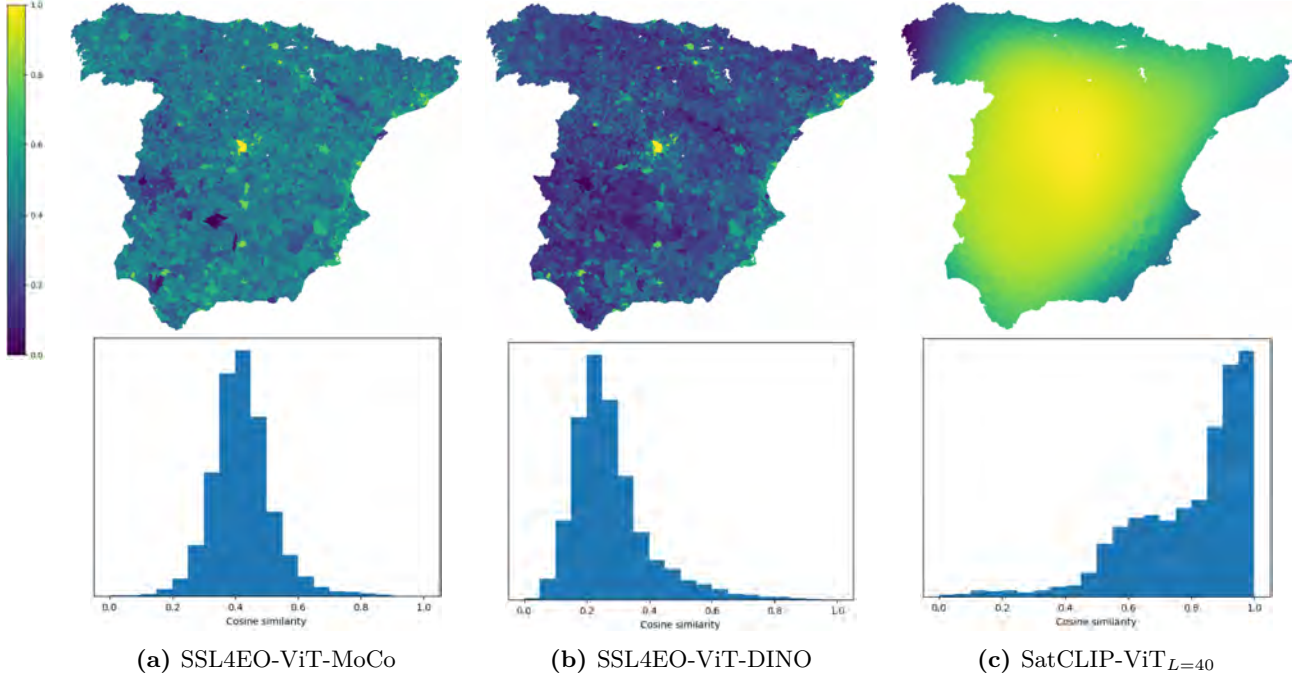 1.0
0.8
0.6
0.4
0.2
0.0
0.0 0.2 0.4 0.6 0.8 1.0
Cosine similarity
0.0 0.2 0.4 0.6 0.8 1.0
Cosine similarity
0.0 0.2 0.4 0.6 0.8 1.0
Cosine similarity
(a) SSL4EO-ViT-MoCo
(b) SSL4EO-ViT-DINO
(c) SatCLIP-ViT_{L=40}